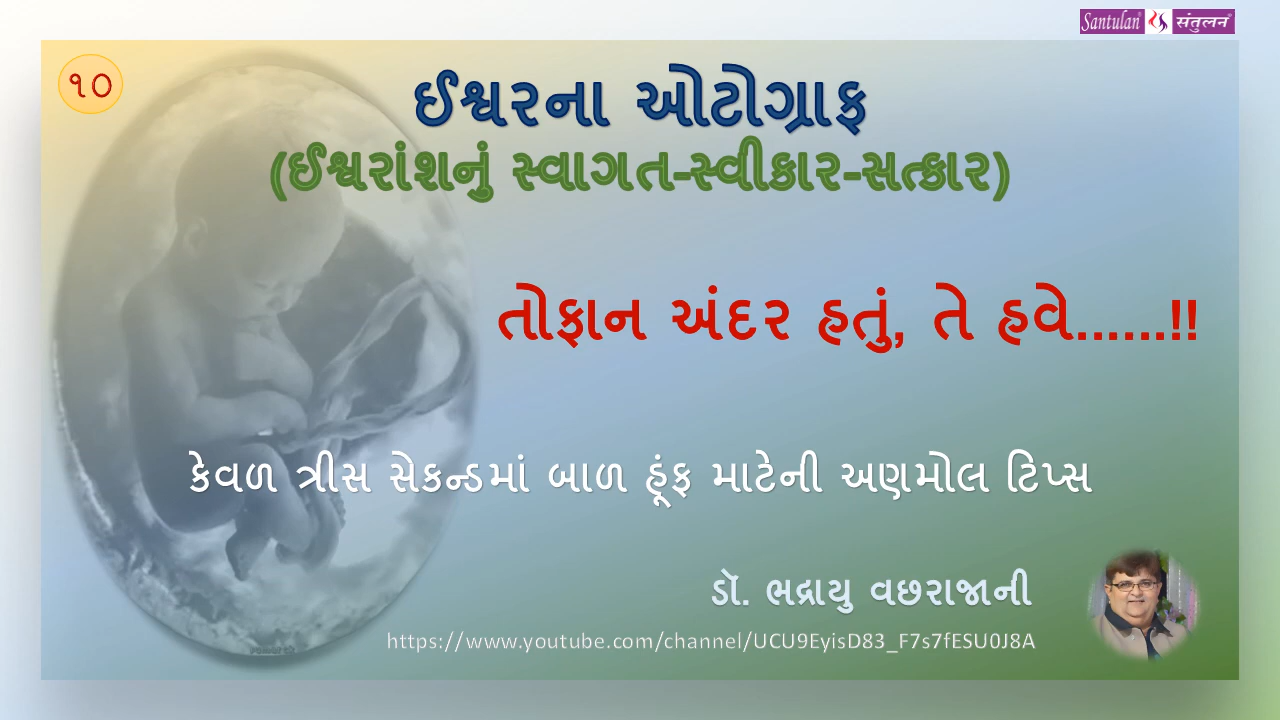 Santulan® સંતુલન®
૧૦
ઈશ્વરના ઓટોગ્રાફ
(ઈશ્વરાંશનું સ્વાગત-સ્વીકાર-સત્કાર)
તોફાન અંદર હતું, તે હવે......!!
કેવળ ત્રીસ સેકન્ડમાં બાળ હૂંફ માટેની અણમોલ ટિપ્સ
ડૉ. ભદ્રાયુ વછરાજાની
https://www.youtube.com/channel/UCU9EyisD83_F7s7fESU0J8A